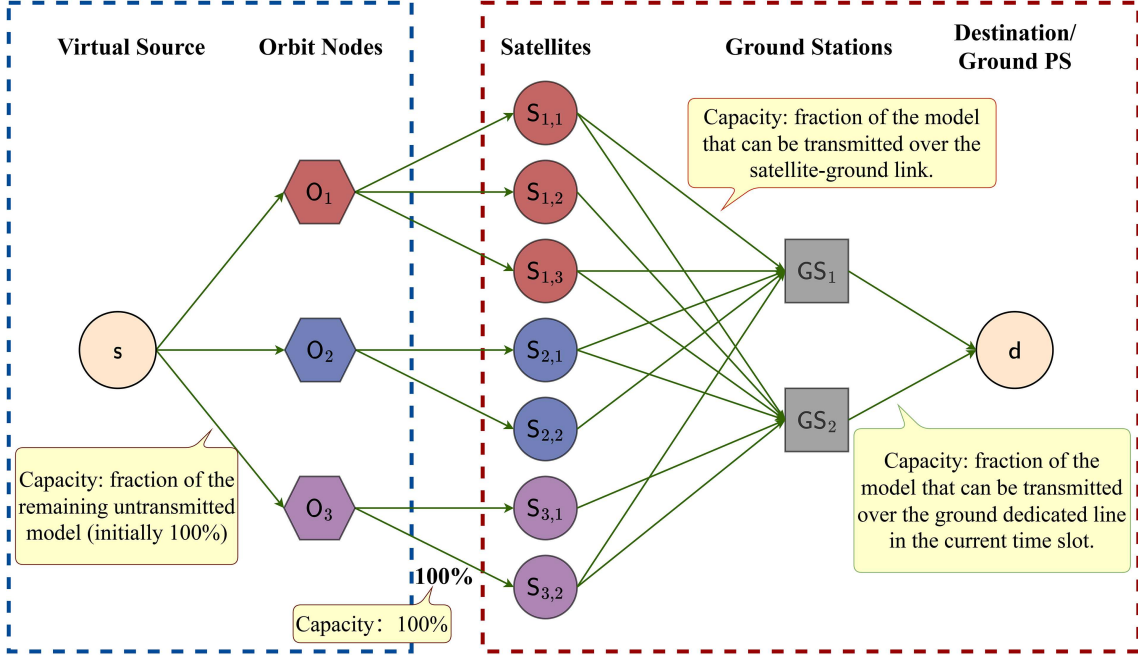 Virtual Source
Orbit Nodes
Satellites
Ground Stations
Destination/
Ground PS
s
O1
O2
O3
S1,1
S1,2
S1,3
S2,1
S2,2
S3,1
S3,2
GS1
GS2
d
Capacity: fraction of the model
that can be transmitted over the
satellite-ground link.
Capacity: fraction of the
remaining untransmitted
model (initially 100%)
100%
Capacity: 100%
Capacity: fraction of the
model that can be transmitted
over the ground dedicated line
in the current time slot.